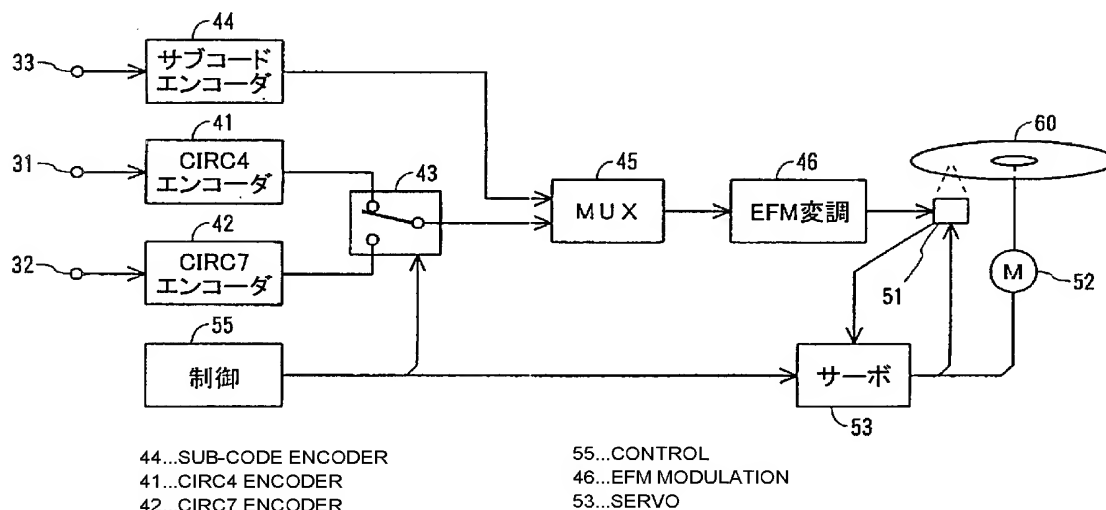 44
サブコード
エンコーダ
33
41
CIRC4
エンコーダ
31
43
45
MUX
46
EFM変調
60
42
CIRC7
エンコーダ
32
51
M
52
55
制御
サーボ
53
44...SUB-CODE ENCODER
41...CIRC4 ENCODER
42...CIRC7 ENCODER
55...CONTROL
46...EFM MODULATION
53...SERVO